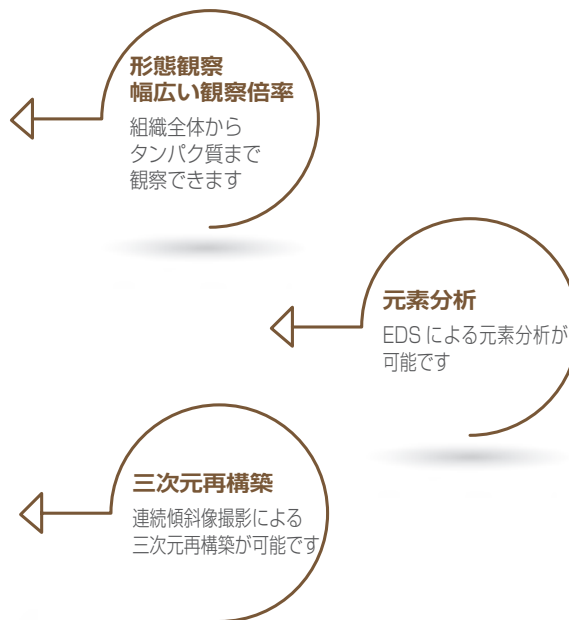 形態観察
幅広い観察倍率
組織全体から
タンパク質まで
観察できます
元素分析
EDS による元素分析が
可能です
三次元再構築
連続傾斜像撮影による
三次元再構築が可能です